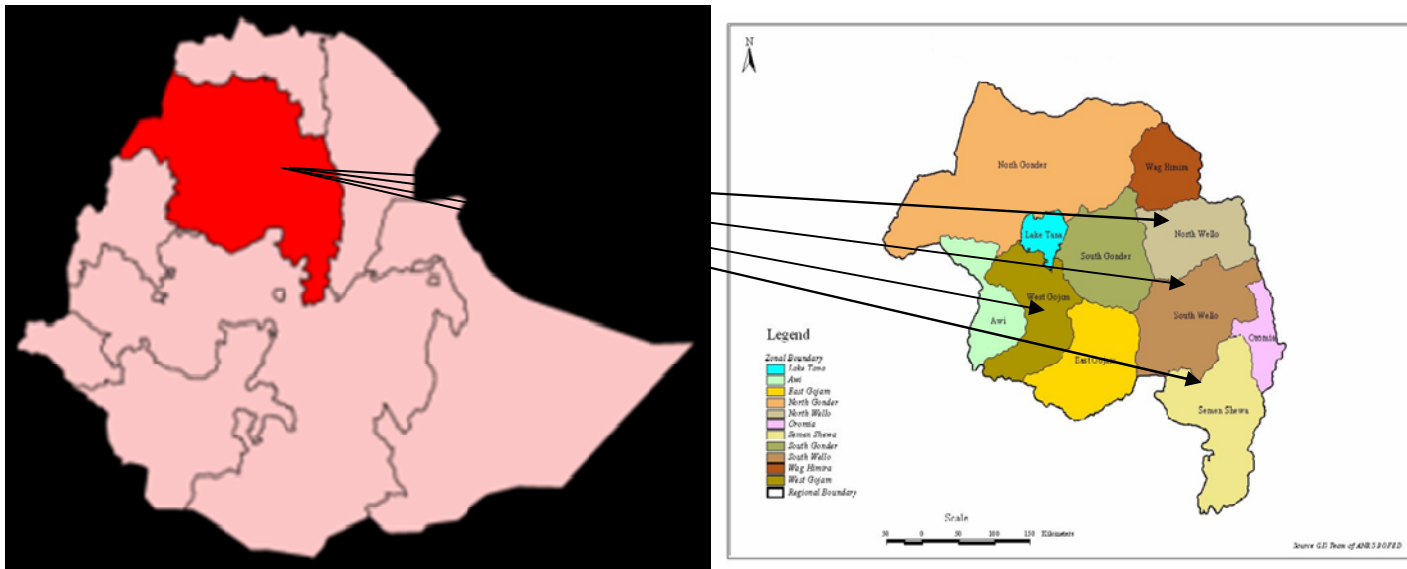 N
North Gonder
Wag Himira
Lake Tana
North Wello
South Gonder
West Gojam
Awi
South Wello
Oromia
East Gojam
Semen Shewa
Legend
Zonal Boundary
Lake Tana
Awi
East Gojam
North Gonder
North Wello
Oromia
Semen Shewa
South Gonder
South Wello
Wag Himira
West Gojam
Regional Boundary
Scale
50 0 50 100 150 Kilometers
Source GIS Team of ANRS BOFED